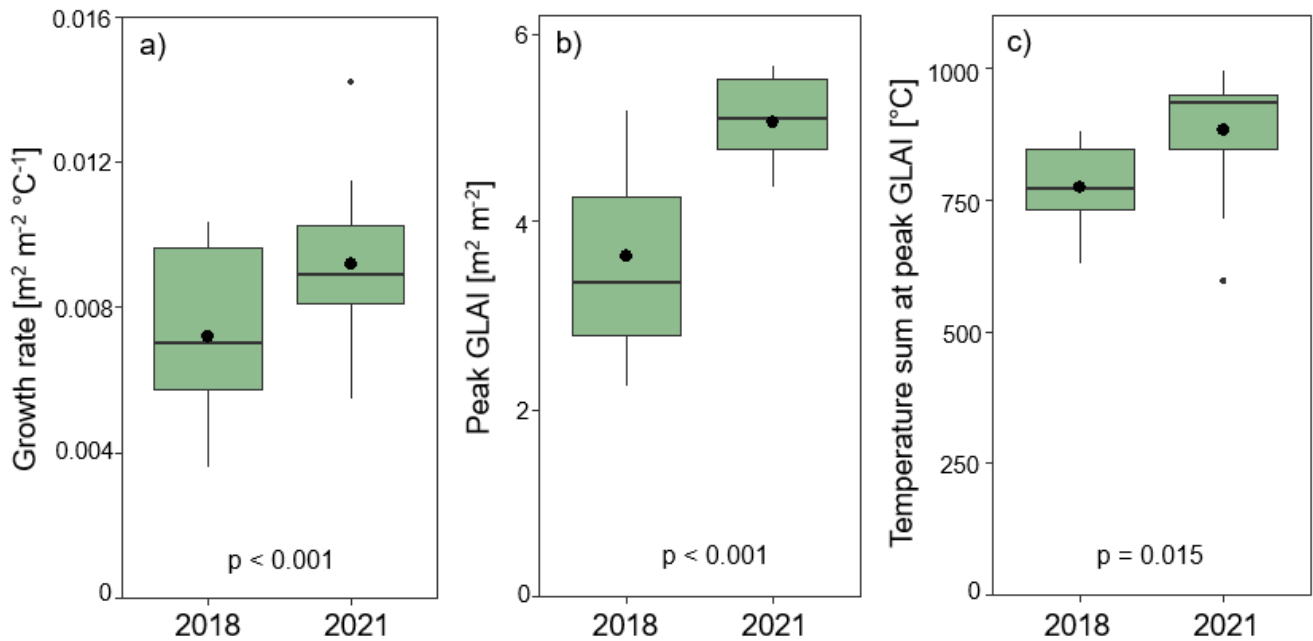 a)
Growth rate [m² m⁻² °C⁻¹]
0.016
0.012
0.008
0.004
0
p < 0.001
2018 2021
b)
Peak GLAI [m² m⁻²]
6
4
2
0
p < 0.001
2018 2021
c)
Temperature sum at peak GLAI [°C]
1000
750
500
250
0
p = 0.015
2018 2021